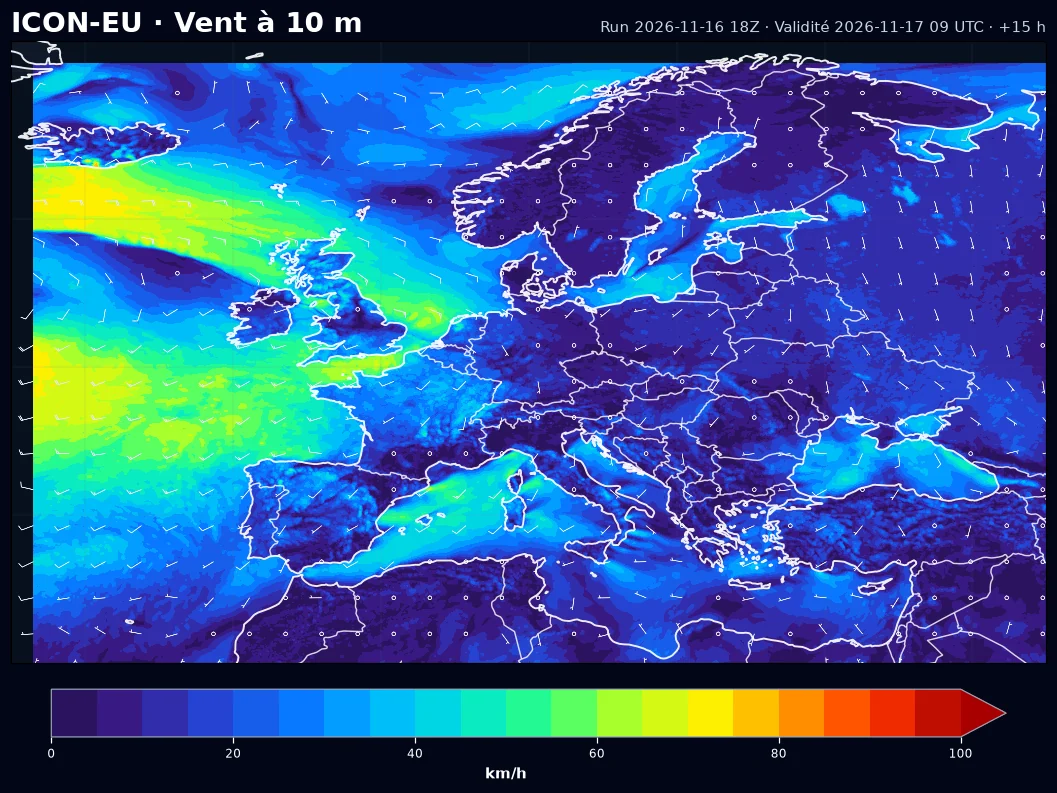 ICON-EU · Vent à 10 m
Run 2026-11-16 18Z · Validité 2026-11-17 09 UTC · +15 h
0 20 40 60 80 100
km/h